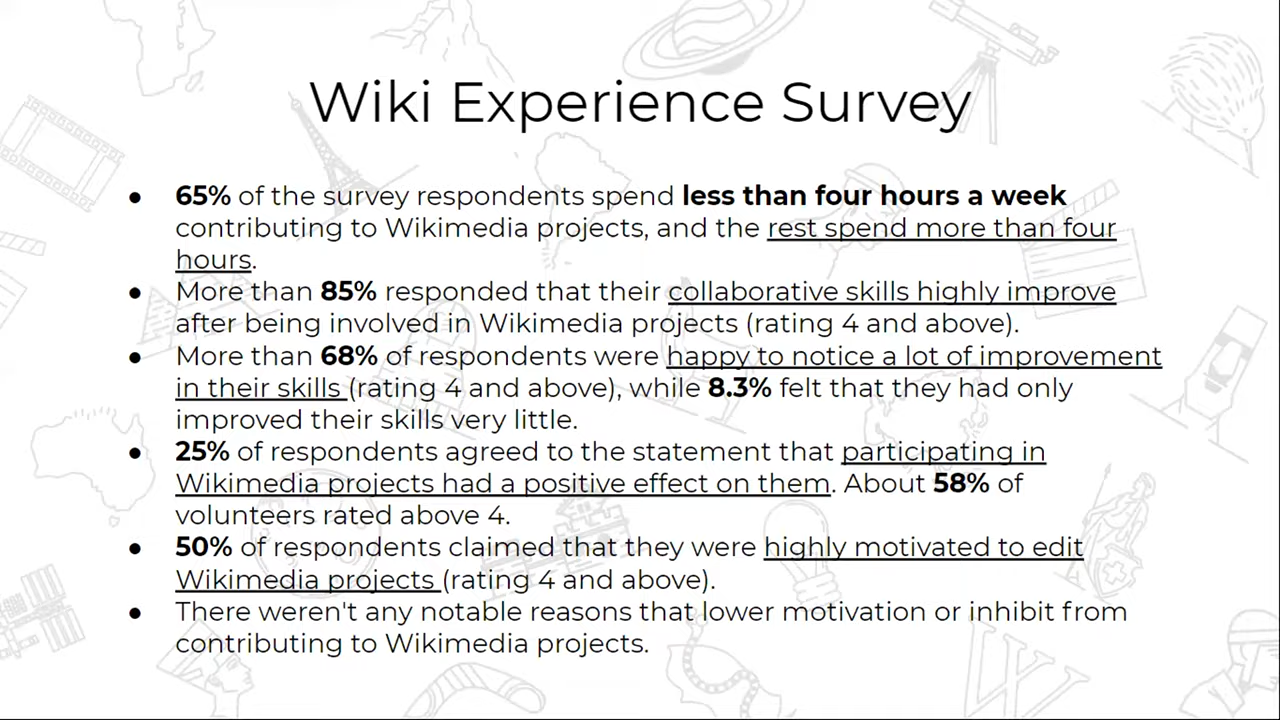 Wiki Experience Survey
● 65% of the survey respondents spend less than four hours a week
contributing to Wikimedia projects, and the rest spend more than four
hours.
● More than 85% responded that their collaborative skills highly improve
after being involved in Wikimedia projects (rating 4 and above).
● More than 68% of respondents were happy to notice a lot of improvement
in their skills (rating 4 and above), while 8.3% felt that they had only
improved their skills very little.
● 25% of respondents agreed to the statement that participating in
Wikimedia projects had a positive effect on them. About 58% of
volunteers rated above 4.
● 50% of respondents claimed that they were highly motivated to edit
Wikimedia projects (rating 4 and above).
● There weren't any notable reasons that lower motivation or inhibit from
contributing to Wikimedia projects.